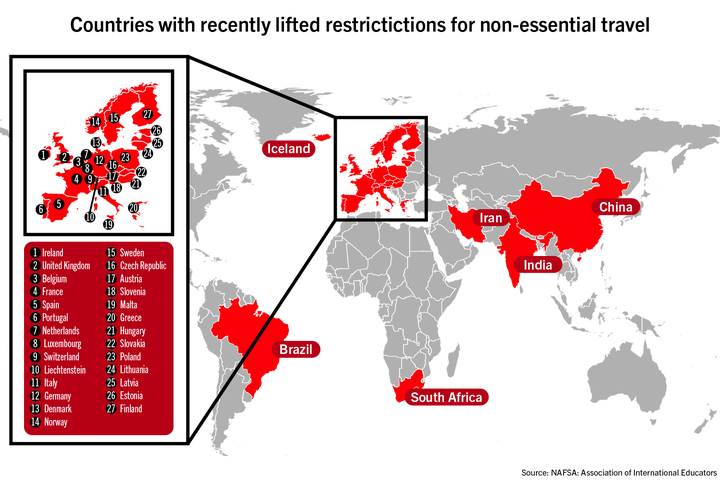 Countries with recently lifted restrictictions for non-essential travel
14
15
27
26
25
13
24
1
2
7
12
23
3
16
8
22
4
9
17
18
21
11
5
6
20
10
19
Iceland
Iran
China
India
Brazil
South Africa
1 Ireland
2 United Kingdom
3 Belgium
4 France
5 Spain
6 Portugal
7 Netherlands
8 Luxembourg
9 Switzerland
10 Liechtenstein
11 Italy
12 Germany
13 Denmark
14 Norway
15 Sweden
16 Czech Republic
17 Austria
18 Slovenia
19 Malta
20 Greece
21 Hungary
22 Slovakia
23 Poland
24 Lithuania
25 Latvia
26 Estonia
27 Finland
Source: NAFSA: Association of International Educators